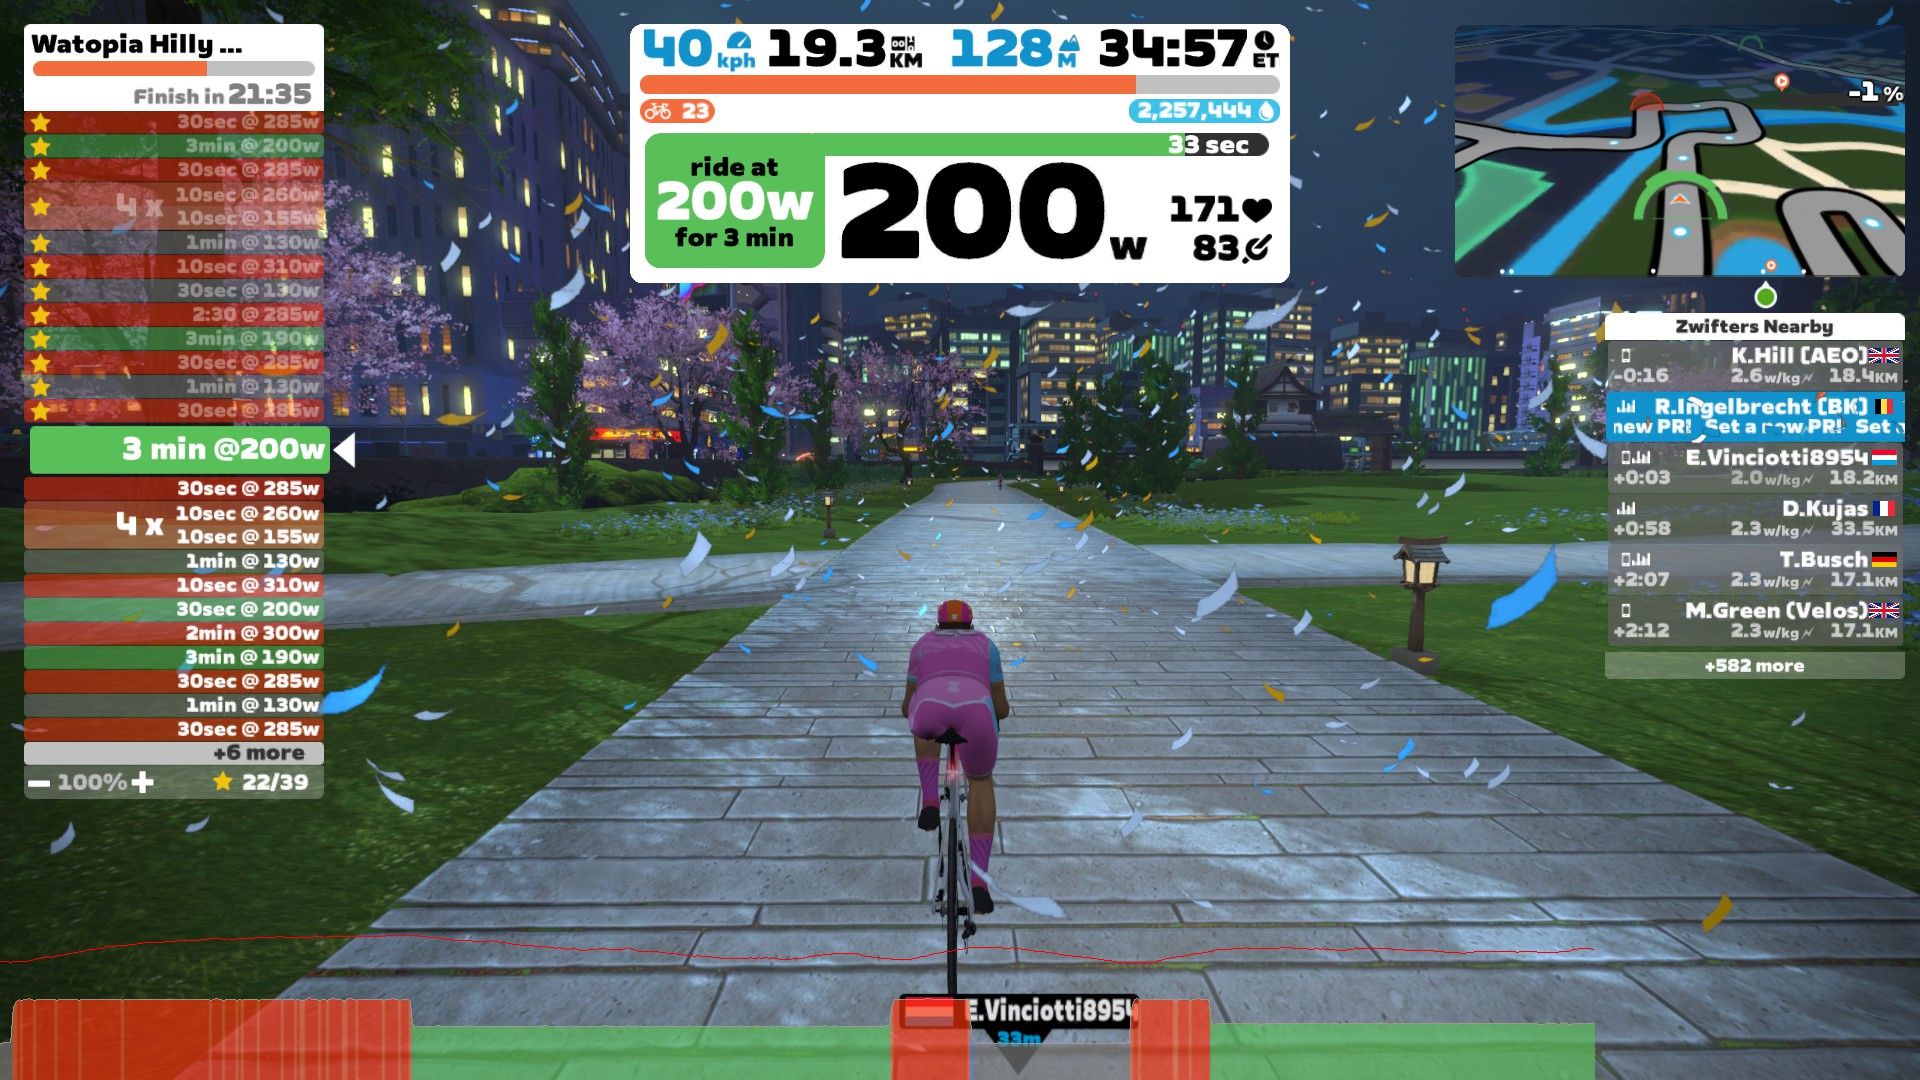 Watopia Hilly ...
Finish in 21:35
30sec @ 285w
3min @ 200w
30sec @ 285w
4 x
10sec @ 260w
10sec @ 155w
1min @ 130w
10sec @ 310w
30sec @ 130w
2:30 @ 285w
3min @ 190w
30sec @ 285w
1min @ 130w
30sec @ 285w
3 min @200w
30sec @ 285w
4 x
10sec @ 260w
10sec @ 155w
1min @ 130w
10sec @ 310w
30sec @ 200w
2min @ 300w
3min @ 190w
30sec @ 285w
1min @ 130w
30sec @ 285w
+6 more
− 100% +
22/39
40 kph 19.3 KM 128 M 34:57 ET
23
2,257,444
33 sec
ride at
200w
for 3 min
200 w
171
83
-1 %
Zwifters Nearby
K.Hill (AEO)
-0:16 2.6 w/kg 18.4 KM
R.Ingelbrecht (BK)
new PR! Set a new PR! Set
E.Vinciotti8954
+0:03 2.0 w/kg 18.2 KM
D.Kujas
+0:58 2.3 w/kg 33.5 KM
T.Busch
+2:07 2.3 w/kg 17.1 KM
M.Green (Velos)
+2:12 2.3 w/kg 17.1 KM
+582 more
E.Vinciotti8954
33m